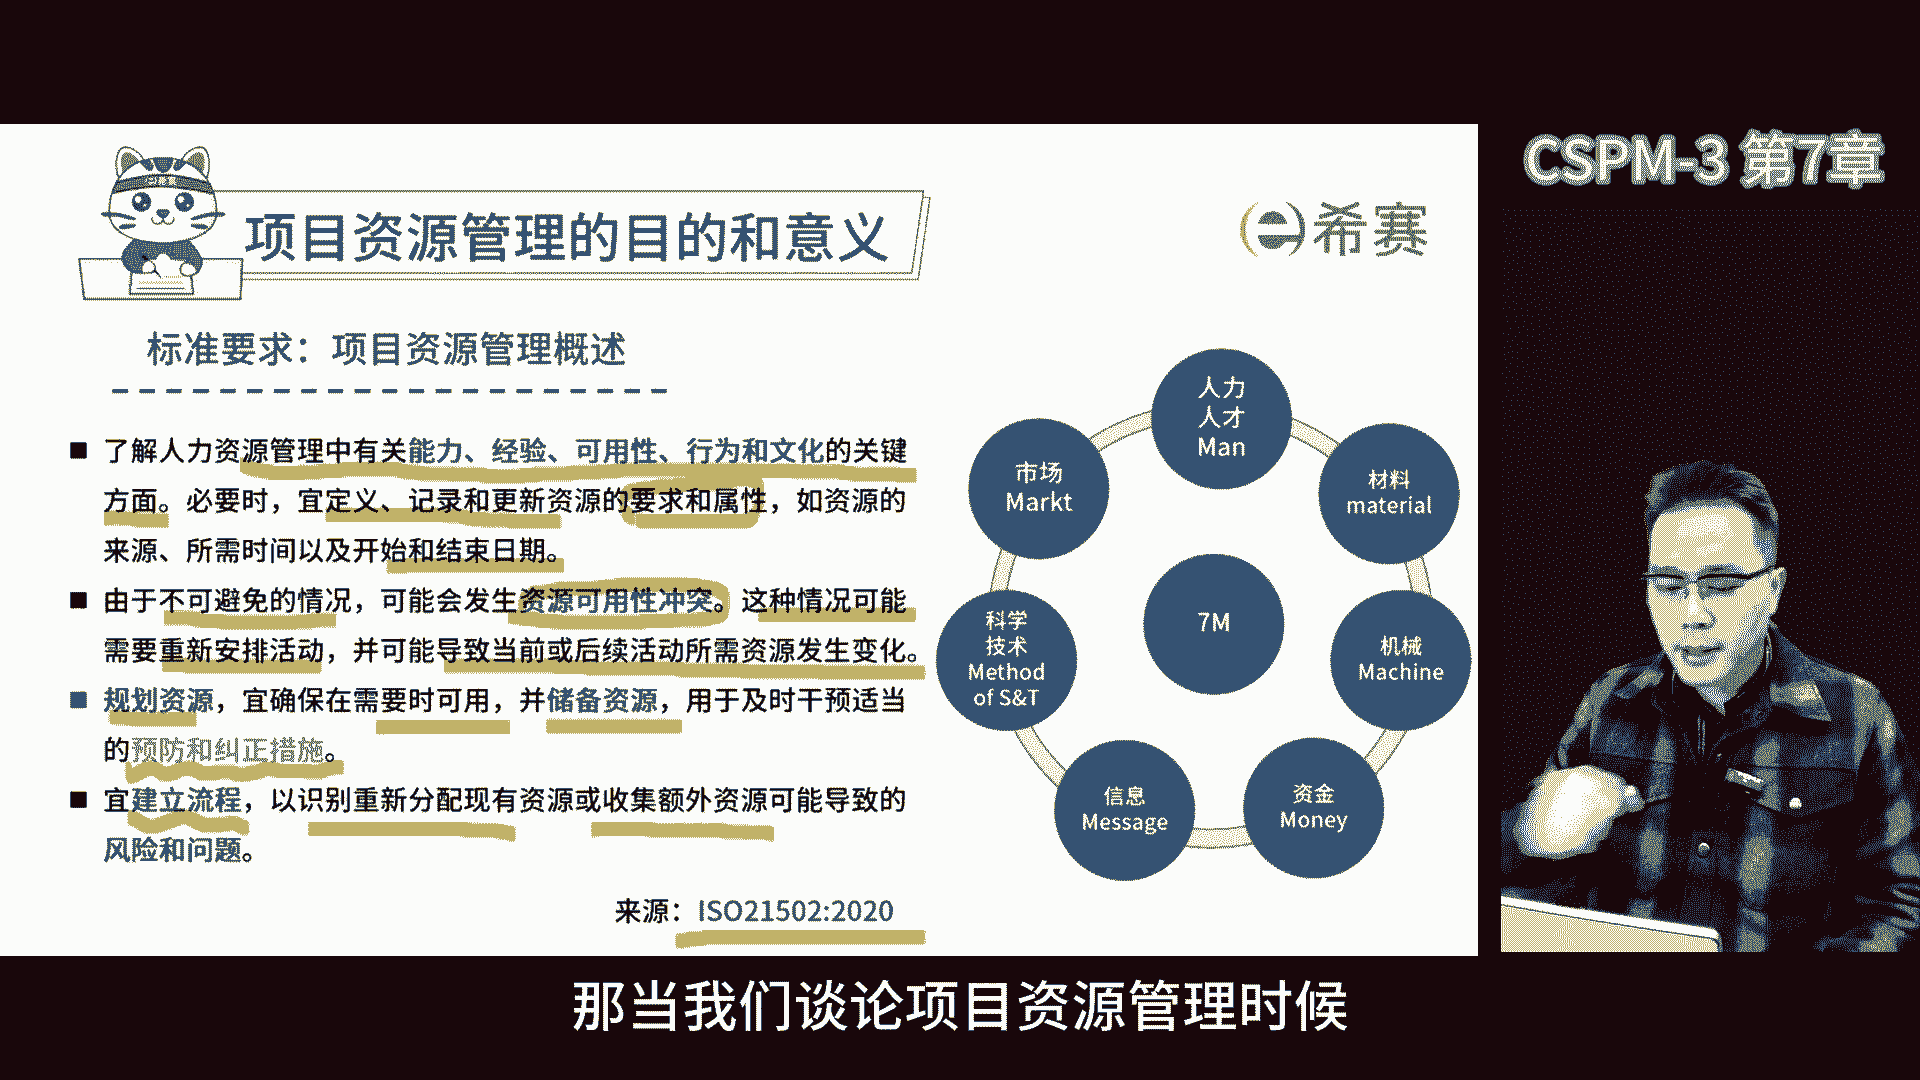 CSPM-3 第7章
项目资源管理的目的和意义
希赛
标准要求：项目资源管理概述
■ 了解人力资源管理中有关能力、经验、可用性、行为和文化的关键
方面。必要时，宜定义、记录和更新资源的要求和属性，如资源的
来源、所需时间以及开始和结束日期。
■ 由于不可避免的情况，可能会发生资源可用性冲突。这种情况可能
需要重新安排活动，并可能导致当前或后续活动所需资源发生变化。
■ 规划资源，宜确保在需要时可用，并储备资源，用于及时干预适当
的预防和纠正措施。
■ 宜建立流程，以识别重新分配现有资源或收集额外资源可能导致的
风险和问题。
来源：ISO21502:2020
人力
人才
Man
材料
material
机械
Machine
资金
Money
信息
Message
科学
技术
Method
of S&T
市场
Markt
7M
那当我们谈论项目资源管理时候